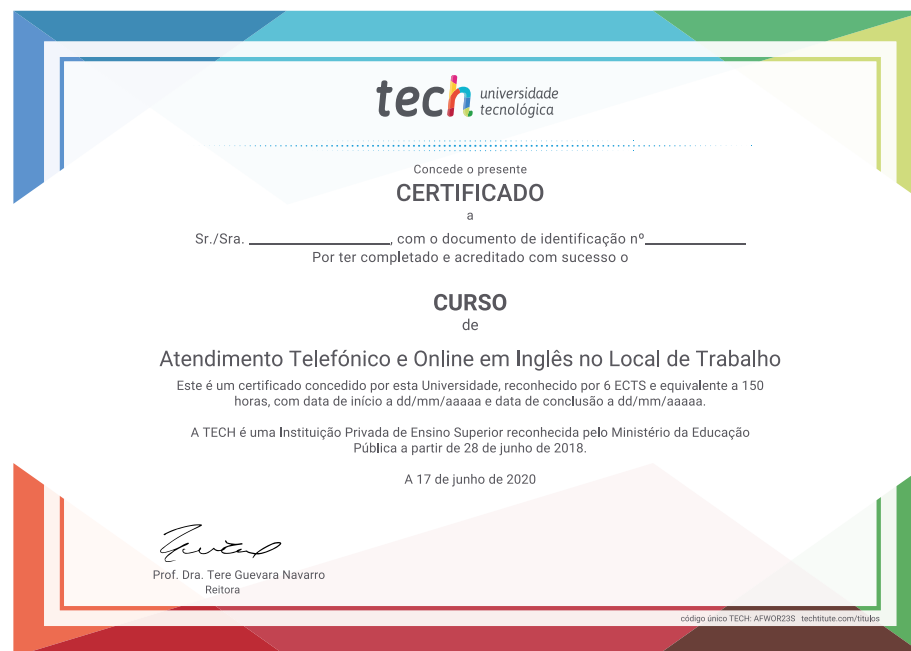 tech universidade
tecnológica
Concede o presente
CERTIFICADO
a
Sr./Sra. ____________________, com o documento de identificação nº______________
Por ter completado e acreditado com sucesso o
CURSO
de
Atendimento Telefónico e Online em Inglês no Local de Trabalho
Este é um certificado concedido por esta Universidade, reconhecido por 6 ECTS e equivalente a 150
horas, com data de início a dd/mm/aaaaa e data de conclusão a dd/mm/aaaaa.
A TECH é uma Instituição Privada de Ensino Superior reconhecida pelo Ministério da Educação
Pública a partir de 28 de junho de 2018.
A 17 de junho de 2020
Prof. Dra. Tere Guevara Navarro
Reitora
código único TECH: AFWOR23S techtitute.com/titulos